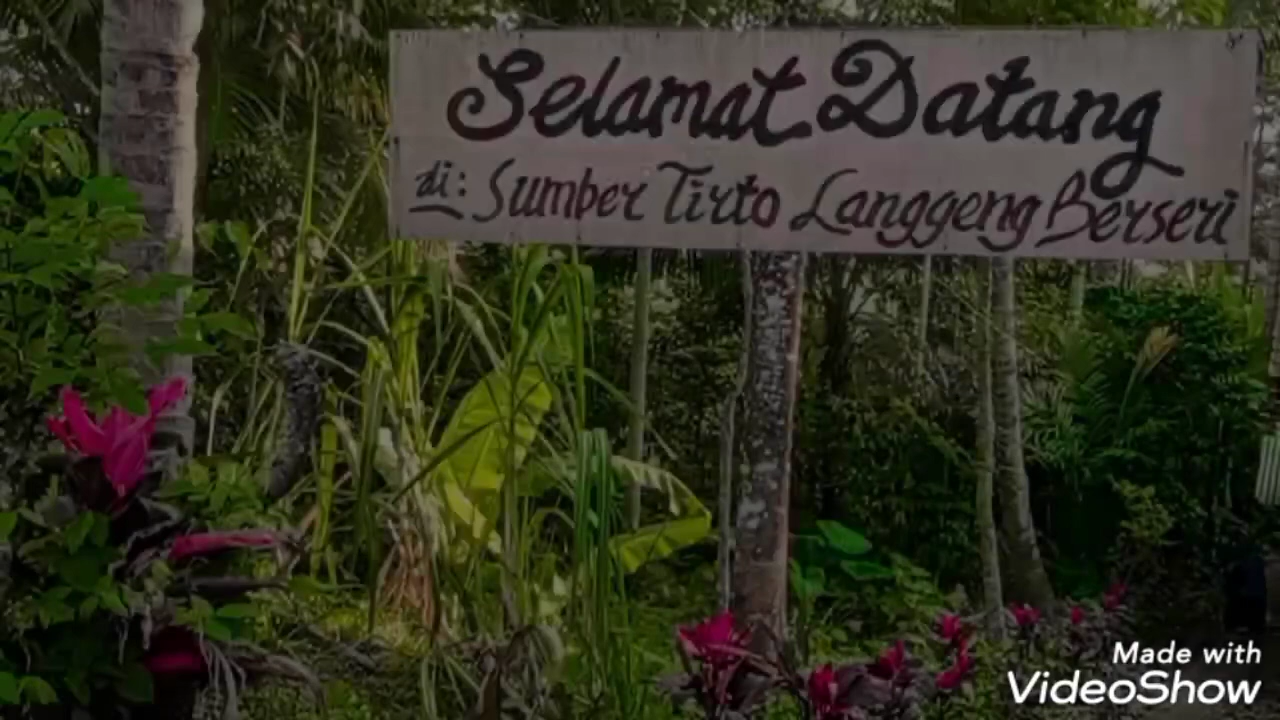 Selamat Datang
di: Sumber Tirto Langgeng Berseri
Made with
VideoShow